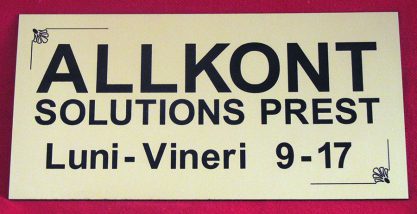 ALLKONT
SOLUTIONS PREST
Luni - Vineri 9 - 17